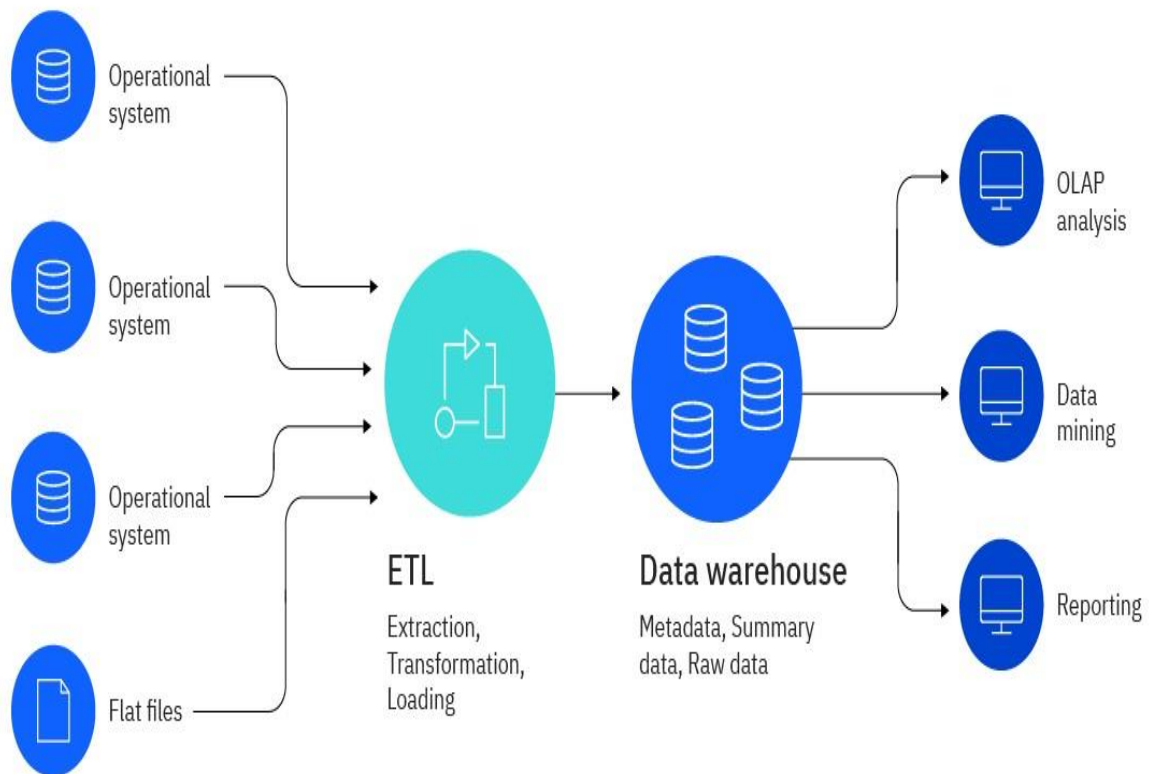 Operational
system
Operational
system
Operational
system
Flat files
ETL
Extraction,
Transformation,
Loading
Data warehouse
Metadata, Summary
data, Raw data
OLAP
analysis
Data
mining
Reporting